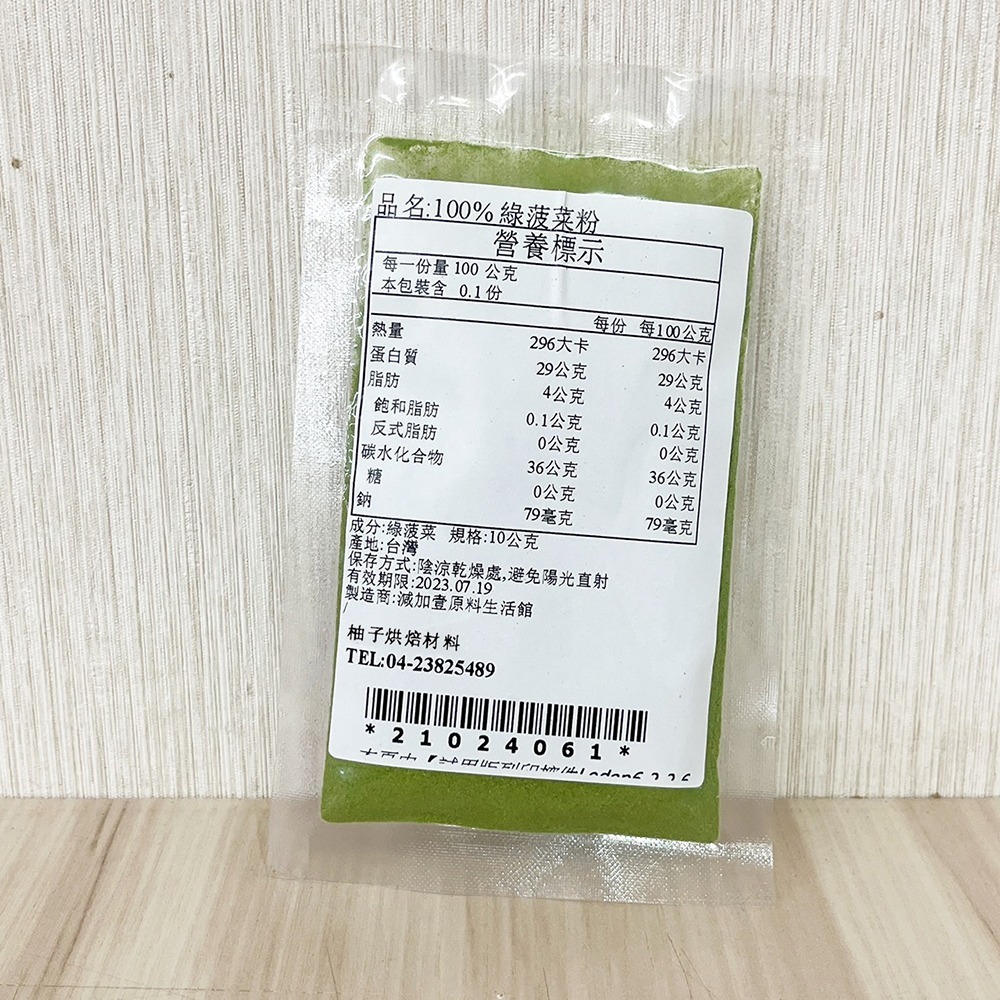 品名:100% 綠菠菜粉
營養標示
每一份量 100 公克
本包裝含 0.1 份
每份 每100公克
熱量 296大卡 296大卡
蛋白質 29公克 29公克
脂肪 4公克 4公克
飽和脂肪 0.1公克 0.1公克
反式脂肪 0公克 0公克
碳水化合物 36公克 36公克
糖 0公克 0公克
鈉 79毫克 79毫克
成分:綠菠菜 規格:10公克
產地:台灣
保存方式:陰涼乾燥處,避免陽光直射
有效期限:2023.07.19
製造商:減加壹原料生活館
/
柚子烘焙材料
TEL:04-23825489
*21024061*